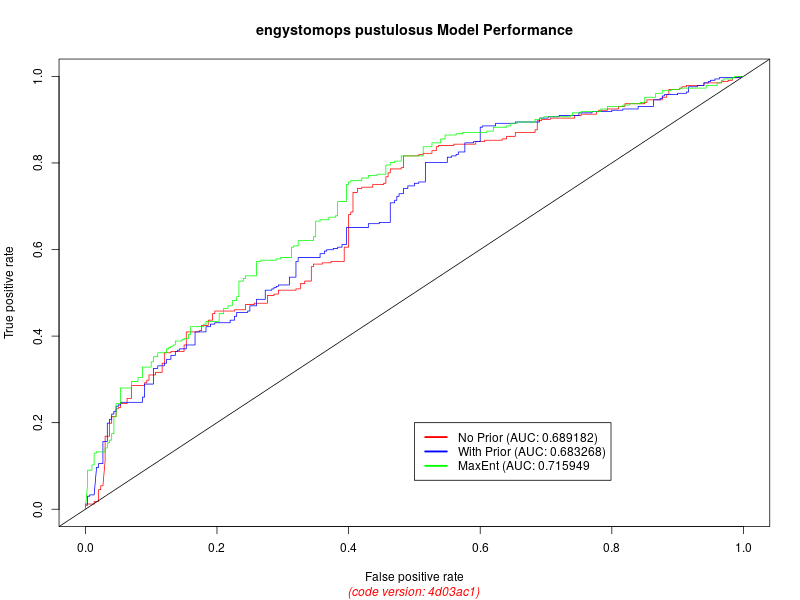 engystomops pustulosus Model Performance
True positive rate
1.0
0.8
0.6
0.4
0.2
0.0
No Prior (AUC: 0.689182)
With Prior (AUC: 0.683268)
MaxEnt (AUC: 0.715949
0.0 0.2 0.4 0.6 0.8 1.0
False positive rate
(code version: 4d03ac1)